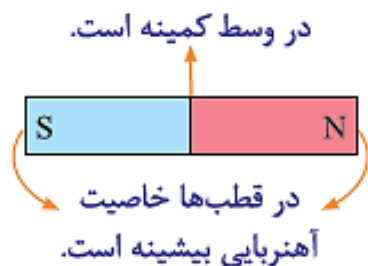 در وسط کمینه است.
S
N
در قطب‌ها خاصیت
آهنربایی بیشینه است.